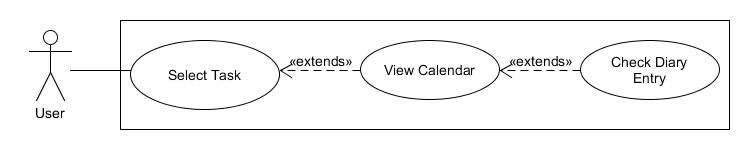 «extends»
«extends»
Select Task
View Calendar
Check Diary
Entry
User